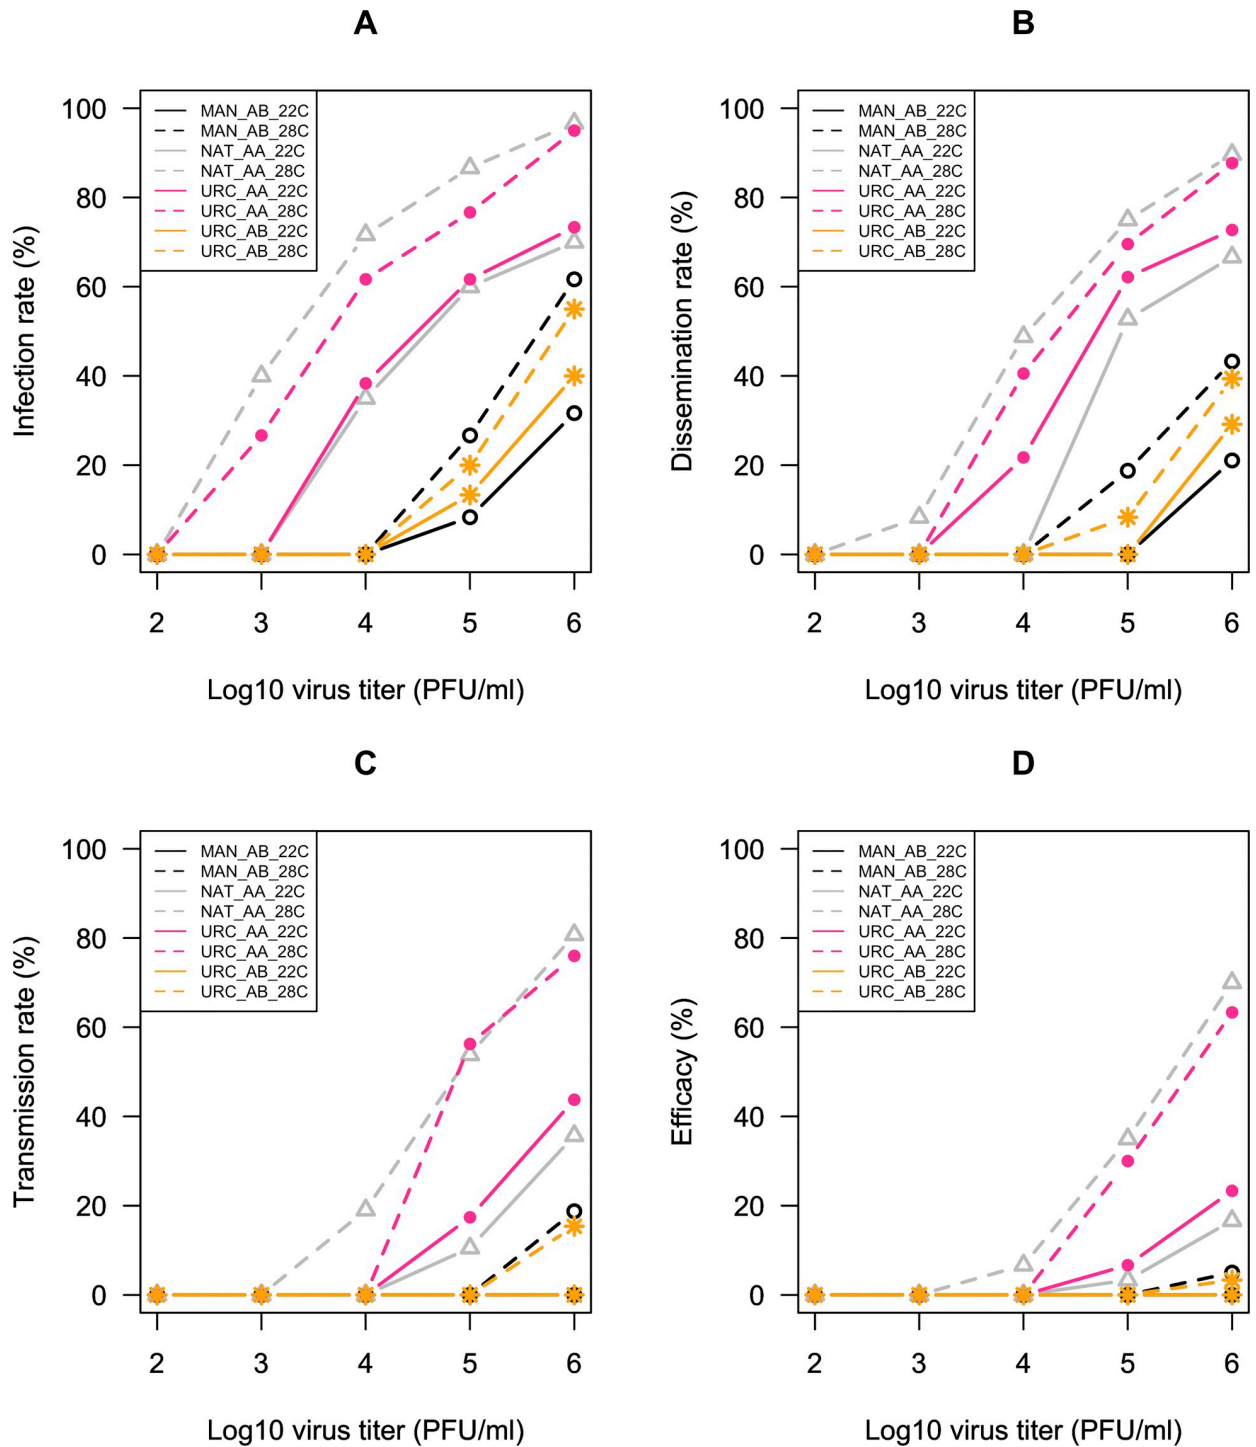 A
Infection rate (%)
100
80
60
40
20
0
MAN_AB_22C
MAN_AB_28C
NAT_AA_22C
NAT_AA_28C
URC_AA_22C
URC_AA_28C
URC_AB_22C
URC_AB_28C
2 3 4 5 6
Log10 virus titer (PFU/ml)
B
Dissemination rate (%)
100
80
60
40
20
0
MAN_AB_22C
MAN_AB_28C
NAT_AA_22C
NAT_AA_28C
URC_AA_22C
URC_AA_28C
URC_AB_22C
URC_AB_28C
2 3 4 5 6
Log10 virus titer (PFU/ml)
C
Transmission rate (%)
100
80
60
40
20
0
MAN_AB_22C
MAN_AB_28C
NAT_AA_22C
NAT_AA_28C
URC_AA_22C
URC_AA_28C
URC_AB_22C
URC_AB_28C
2 3 4 5 6
Log10 virus titer (PFU/ml)
D
Efficacy (%)
100
80
60
40
20
0
MAN_AB_22C
MAN_AB_28C
NAT_AA_22C
NAT_AA_28C
URC_AA_22C
URC_AA_28C
URC_AB_22C
URC_AB_28C
2 3 4 5 6
Log10 virus titer (PFU/ml)